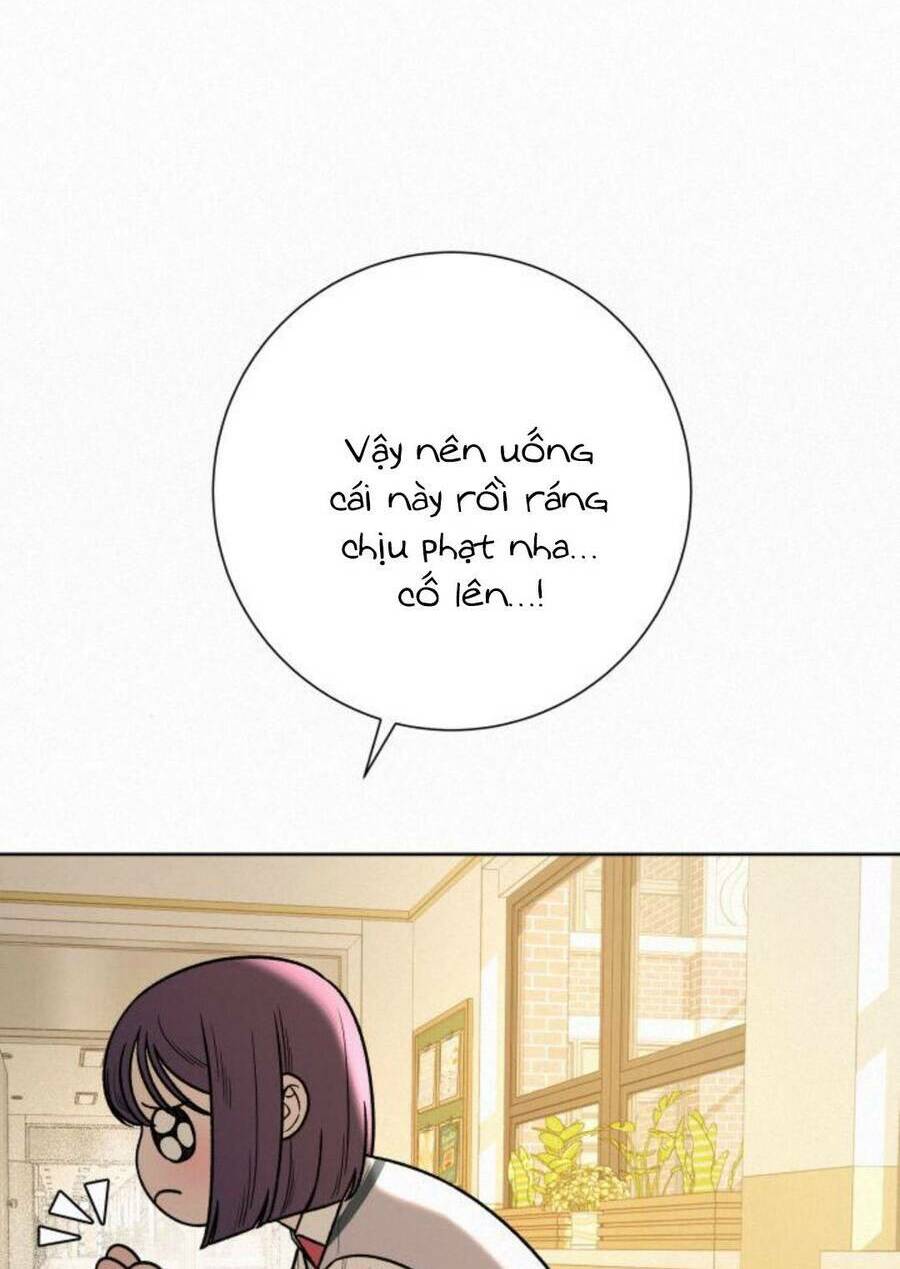 Vậy nên uống
cái này rồi ráng
chịu phạt nha...
cố lên...!